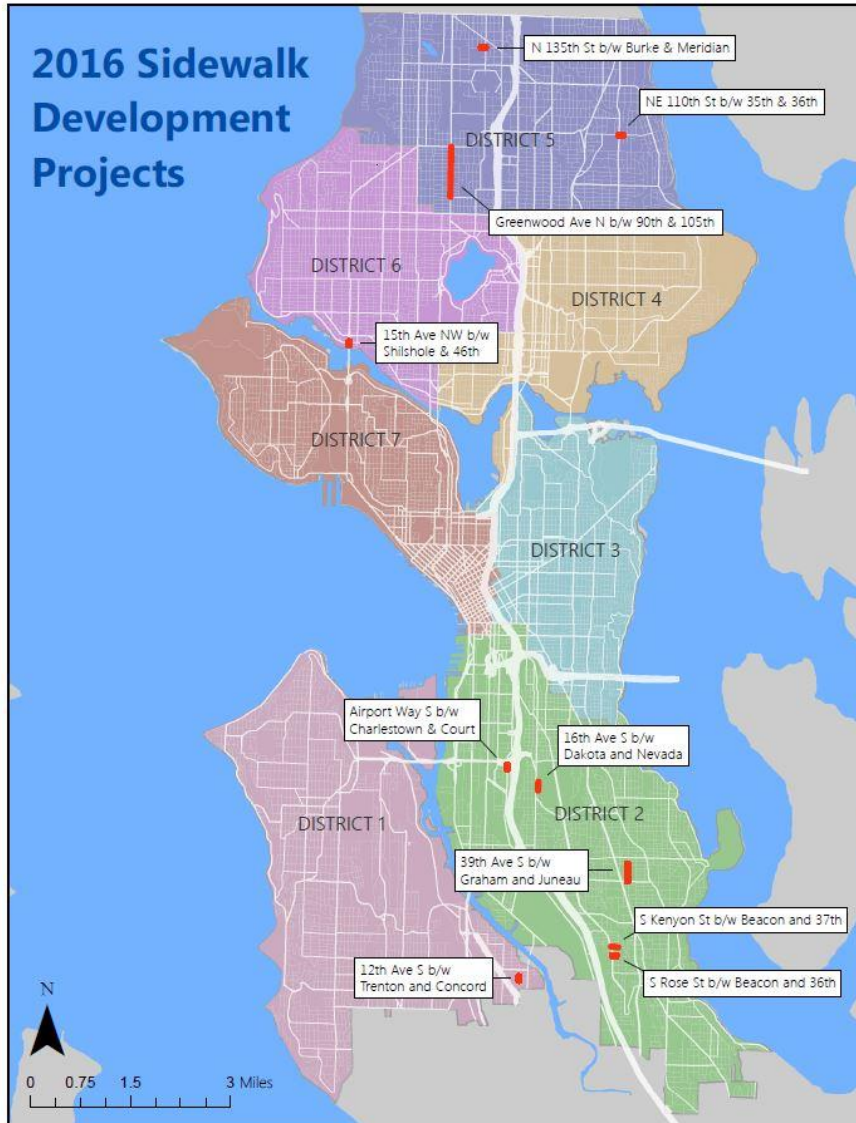 2016 Sidewalk
Development
Projects
N 135th St b/w Burke & Meridian
NE 110th St b/w 35th & 36th
DISTRICT 5
Greenwood Ave N b/w 90th & 105th
DISTRICT 6
DISTRICT 4
15th Ave NW b/w
Shilshole & 46th
DISTRICT 7
DISTRICT 3
Airport Way S b/w
Charlestown & Court
16th Ave S b/w
Dakota and Nevada
DISTRICT 1
DISTRICT 2
39th Ave S b/w
Graham and Juneau
S Kenyon St b/w Beacon and 37th
12th Ave S b/w
Trenton and Concord
S Rose St b/w Beacon and 36th
N
0 0.75 1.5 3 Miles